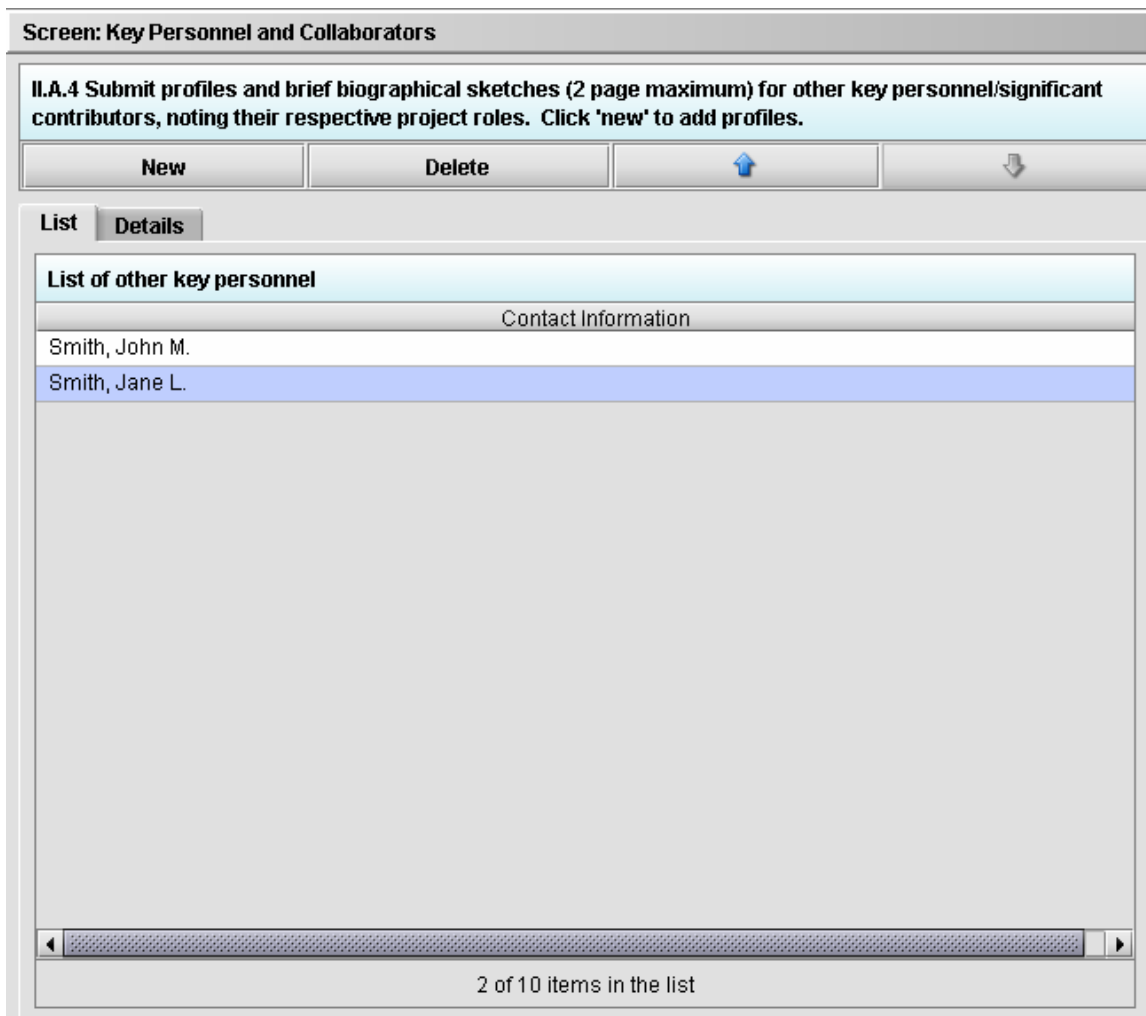 Screen: Key Personnel and Collaborators
II.A.4 Submit profiles and brief biographical sketches (2 page maximum) for other key personnel/significant
contributors, noting their respective project roles.  Click 'new' to add profiles.
New Delete
List Details
List of other key personnel
Contact Information
Smith, John M.
Smith, Jane L.
2 of 10 items in the list